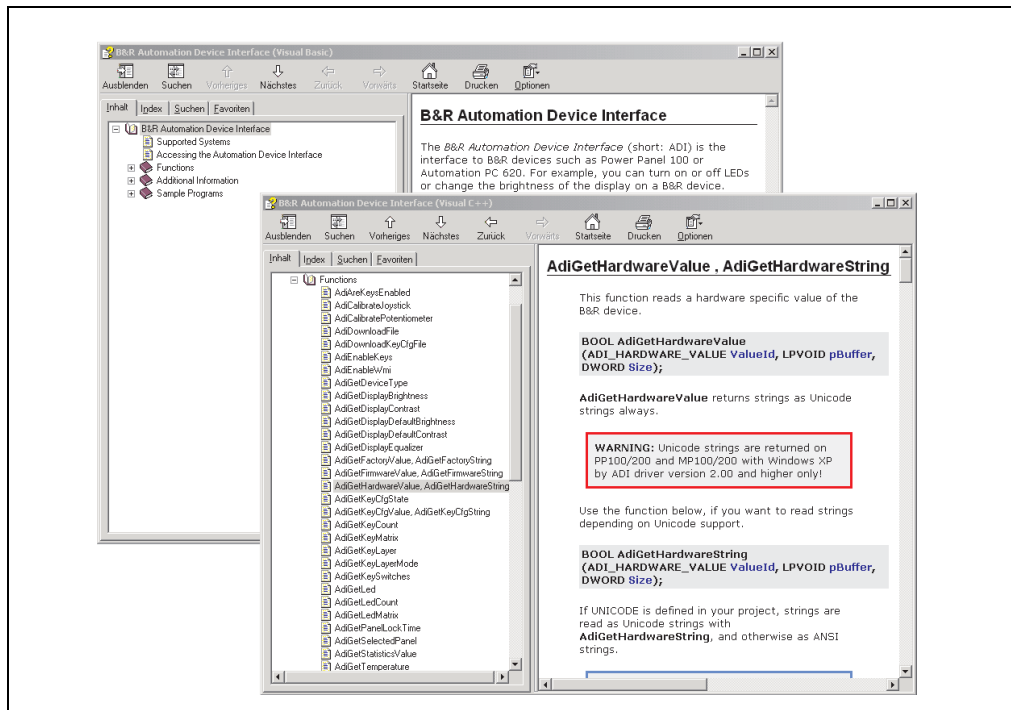 B&R Automation Device Interface (Visual Basic)
Ausblenden Suchen Vorheriges Nächstes Zurück Vorwärts Startseite Drucken Optionen
Inhalt Index Suchen Favoriten
B&R Automation Device Interface
Supported Systems
Accessing the Automation Device Interface
Functions
Additional Information
Sample Programs
B&R Automation Device Interface
The B&R Automation Device Interface (short: ADI) is the
interface to B&R devices such as Power Panel 100 or
Automation PC 620. For example, you can turn on or off LEDs
or change the brightness of the display on a B&R device.
B&R Automation Device Interface (Visual C++)
Ausblenden Suchen Vorheriges Nächstes Zurück Vorwärts Startseite Drucken Optionen
Inhalt Index Suchen Favoriten
Functions
AdiAreKeysEnabled
AdiCalibrateJoystick
AdiCalibratePotentiometer
AdiDownloadFile
AdiDownloadKeyCfgFile
AdiEnableKeys
AdiEnableWmi
AdiGetDeviceType
AdiGetDisplayBrightness
AdiGetDisplayContrast
AdiGetDisplayDefaultBrightness
AdiGetDisplayDefaultContrast
AdiGetDisplayEqualizer
AdiGetFactoryValue, AdiGetFactoryString
AdiGetFirmwareValue, AdiGetFirmwareString
AdiGetHardwareValue, AdiGetHardwareString
AdiGetKeyCfgState
AdiGetKeyCfgValue, AdiGetKeyCfgString
AdiGetKeyCount
AdiGetKeyMatrix
AdiGetKeyLayer
AdiGetKeyLayerMode
AdiGetKeySwitches
AdiGetLed
AdiGetLedCount
AdiGetLedMatrix
AdiGetPanelLockTime
AdiGetSelectedPanel
AdiGetStatisticsValue
AdiGetTemperature
AdiGetHardwareValue , AdiGetHardwareString
This function reads a hardware specific value of the
B&R device.
BOOL AdiGetHardwareValue
(ADI_HARDWARE_VALUE ValueId, LPVOID pBuffer,
DWORD Size);
AdiGetHardwareValue returns strings as Unicode
strings always.
WARNING: Unicode strings are returned on
PP100/200 and MP100/200 with Windows XP
by ADI driver version 2.00 and higher only!
Use the function below, if you want to read strings
depending on Unicode support.
BOOL AdiGetHardwareString
(ADI_HARDWARE_VALUE ValueId, LPVOID pBuffer,
DWORD Size);
If UNICODE is defined in your project, strings are
read as Unicode strings with
AdiGetHardwareString, and otherwise as ANSI
strings.